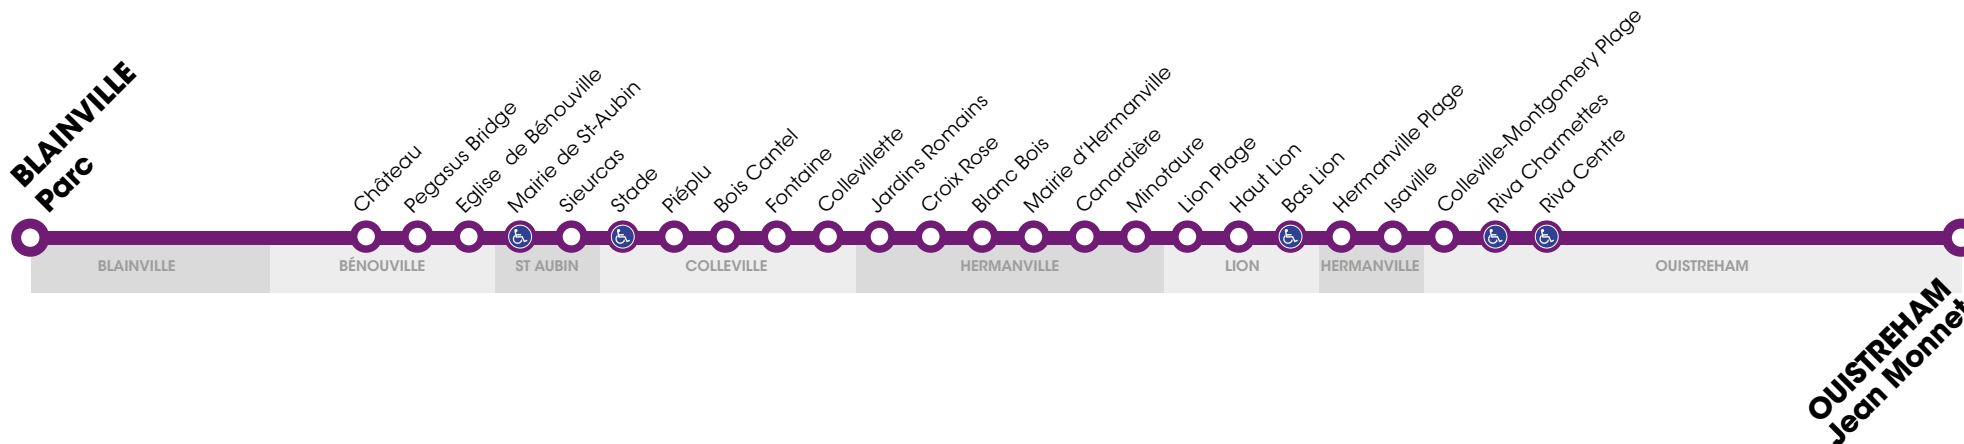 BLAINVILLE
Parc
Château
Pegasus Bridge
Eglise de Bénouville
Mairie de St-Aubin
Sieurcas
Stade
Piéplu
Bois Cantel
Fontaine
Collevillette
Jardins Romains
Croix Rose
Blanc Bois
Mairie d'Hermanville
Canardière
Minotaure
Lion Plage
Haut Lion
Bas Lion
Hermanville Plage
Isaville
Colleville-Montgomery Plage
Riva Charmettes
Riva Centre
OUISTREHAM
Jean Monnet
BLAINVILLE
BÉNOUVILLE
ST AUBIN
COLLEVILLE
HERMANVILLE
LION
HERMANVILLE
OUISTREHAM